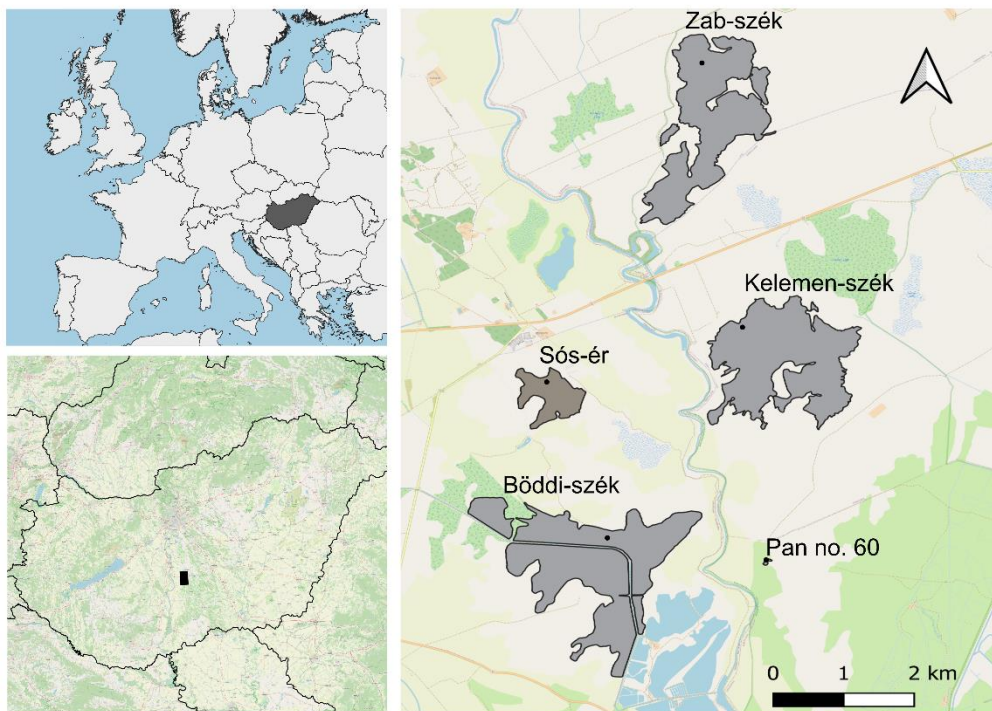 Zab-szék
Kelemen-szék
Sós-ér
Böddi-szék
Pan no. 60
0 1 2 km